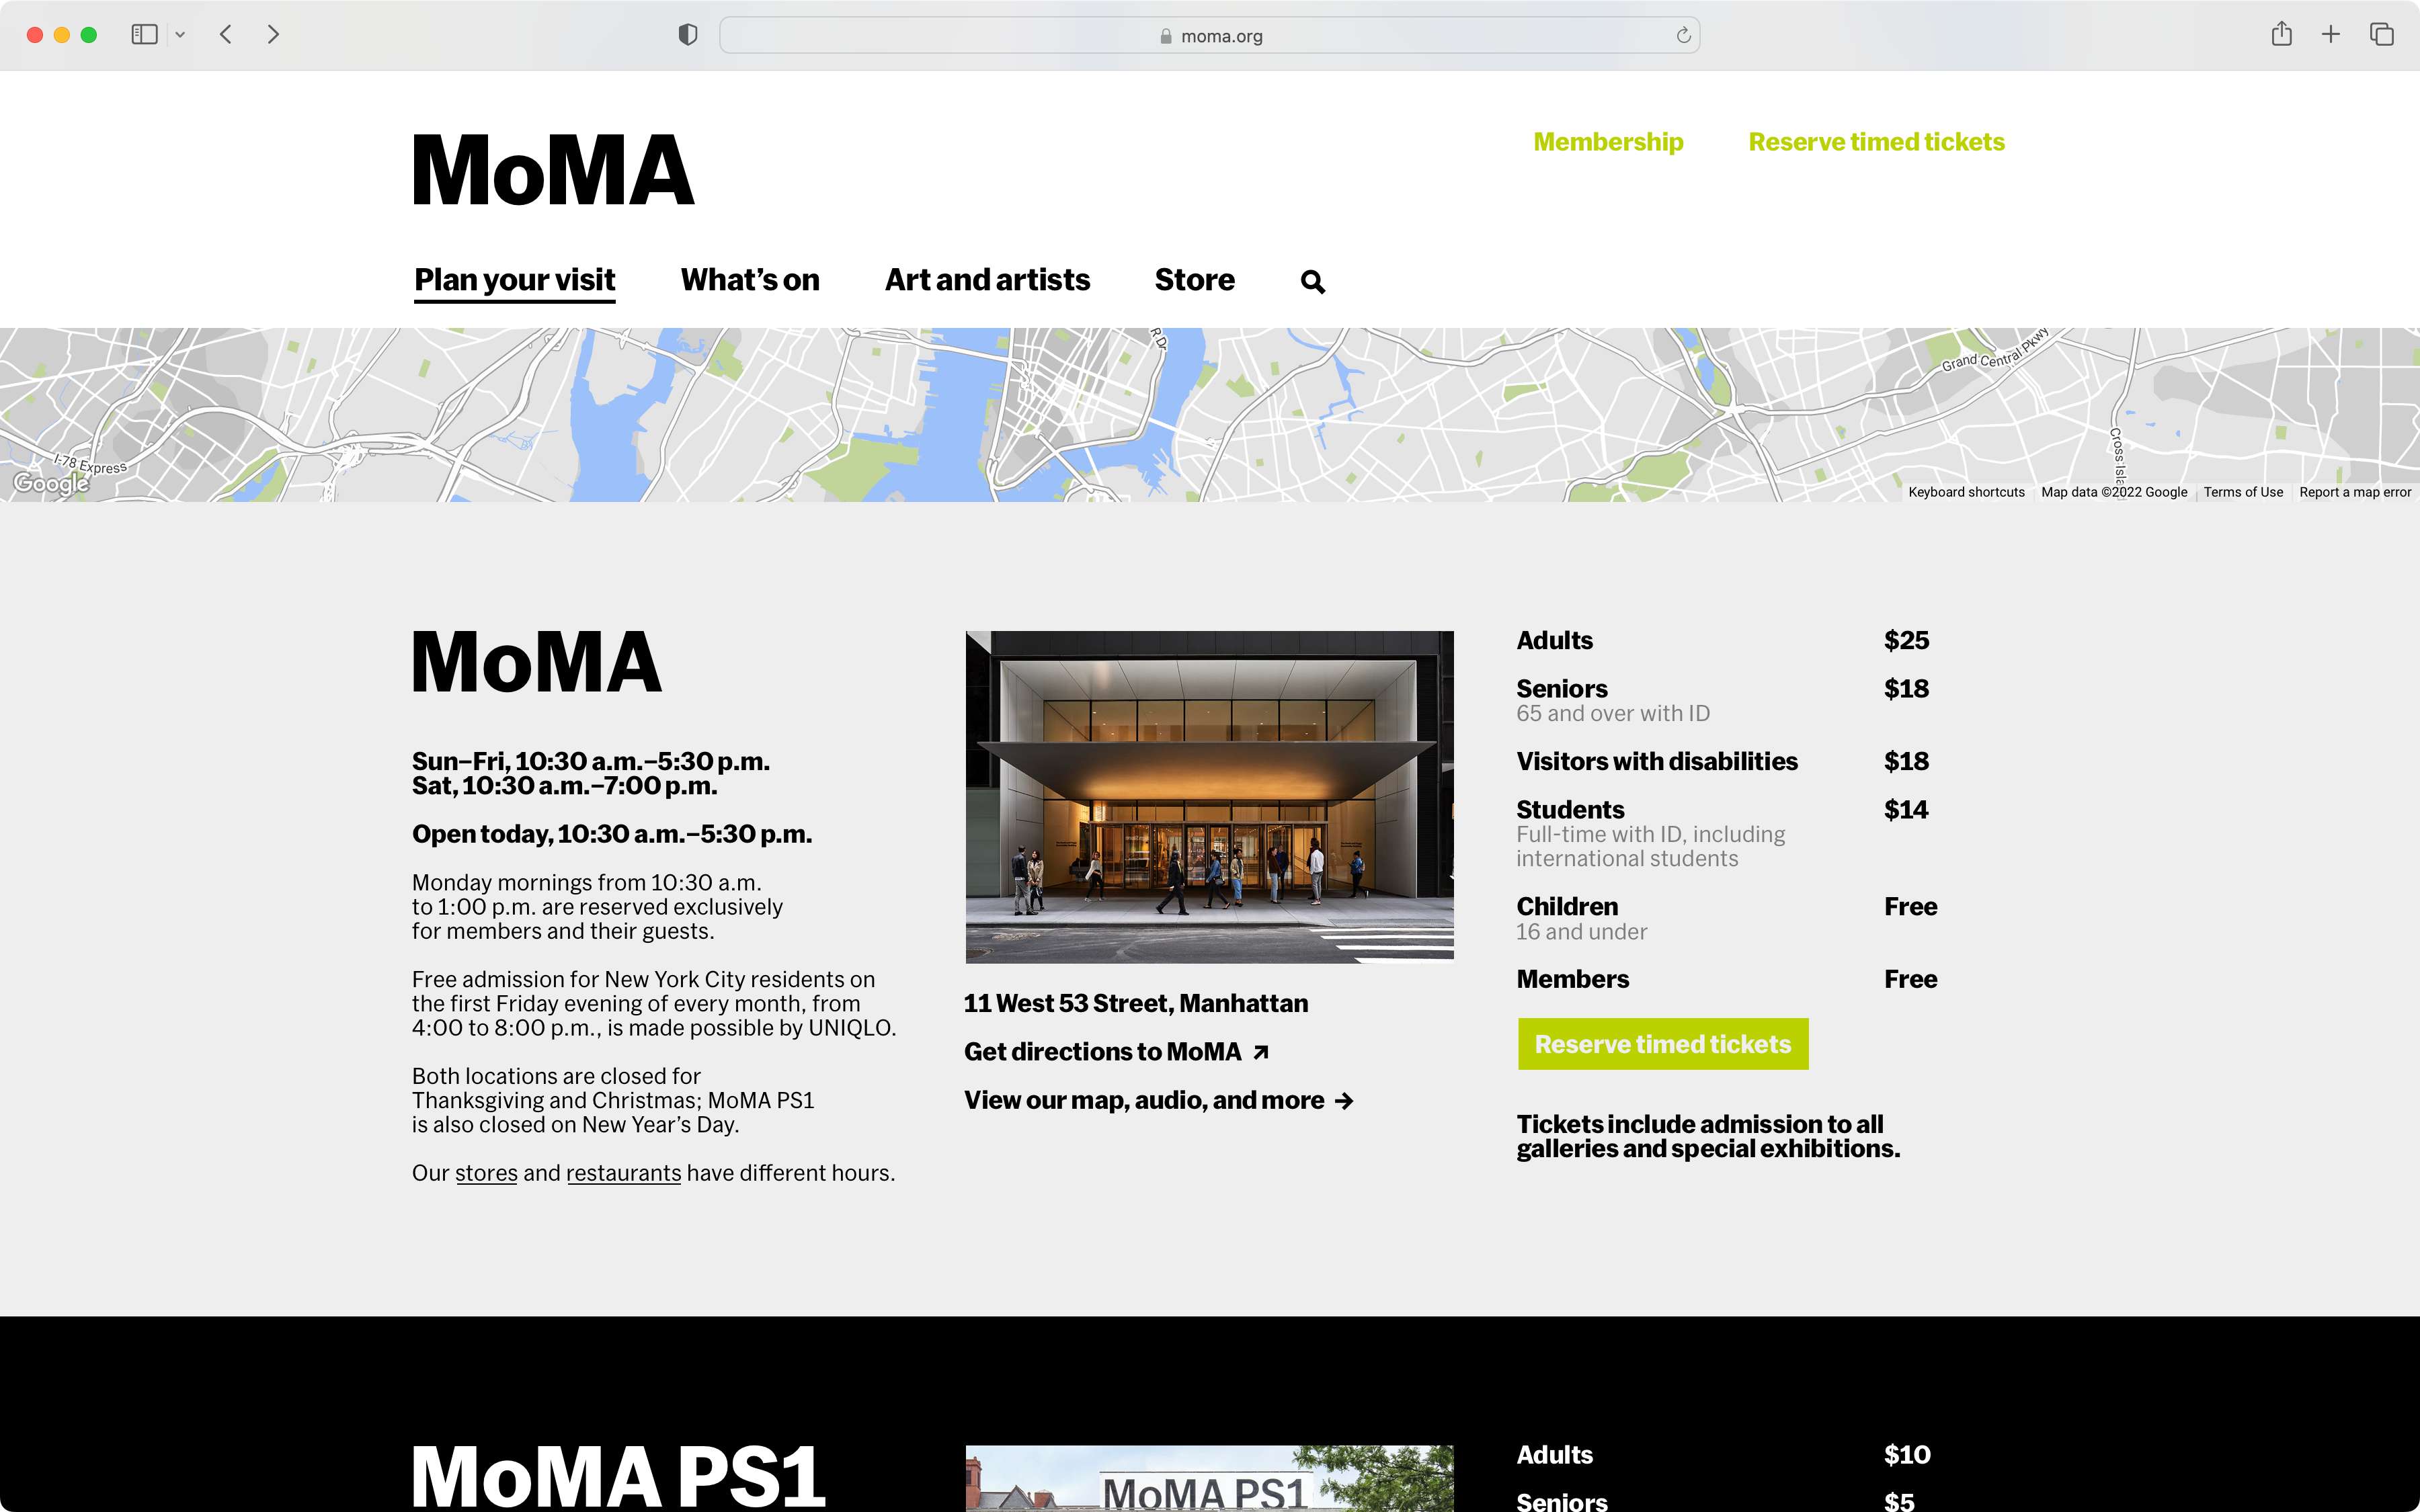 moma.org
MoMA
Membership
Reserve timed tickets
Plan your visit
What’s on
Art and artists
Store
R Dr
Grand Central Pkwy
I-78 Express
Google
Keyboard shortcuts
Map data ©2022 Google
Terms of Use
Report a map error
MoMA
Sun–Fri, 10:30 a.m.–5:30 p.m.
Sat, 10:30 a.m.–7:00 p.m.
Open today, 10:30 a.m.–5:30 p.m.
Monday mornings from 10:30 a.m.
to 1:00 p.m. are reserved exclusively
for members and their guests.
Free admission for New York City residents on
the first Friday evening of every month, from
4:00 to 8:00 p.m., is made possible by UNIQLO.
Both locations are closed for
Thanksgiving and Christmas; MoMA PS1
is also closed on New Year’s Day.
Our stores and restaurants have different hours.
11 West 53 Street, Manhattan
Get directions to MoMA ↗
View our map, audio, and more →
Adults $25
Seniors $18
65 and over with ID
Visitors with disabilities $18
Students $14
Full-time with ID, including
international students
Children Free
16 and under
Members Free
Reserve timed tickets
Tickets include admission to all
galleries and special exhibitions.
MoMA PS1
MoMA PS1
Adults $10
Seniors $5